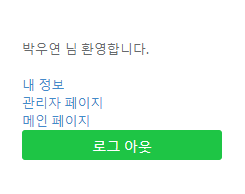 박우연 님 환영합니다.
내 정보
관리자 페이지
메인 페이지
로그 아웃